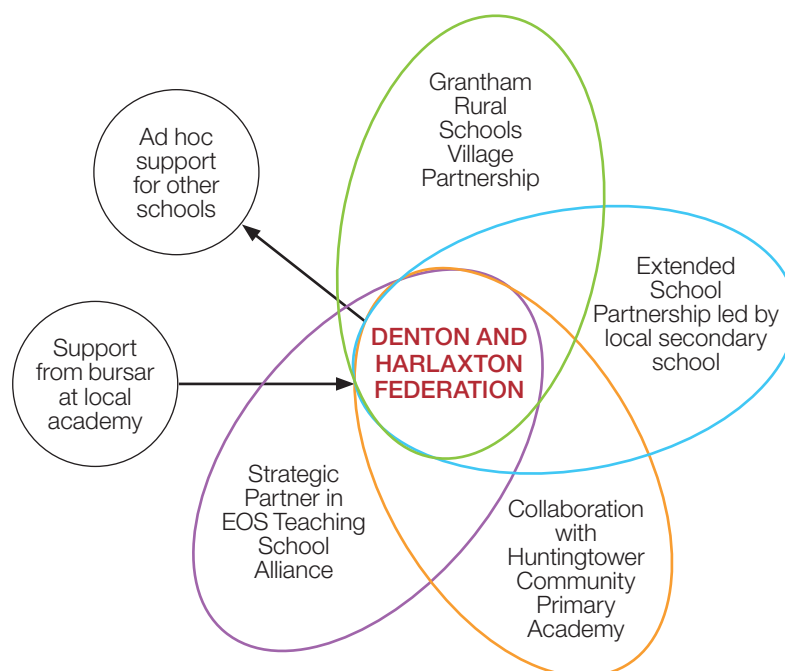 Grantham
Rural
Schools
Village
Partnership
Ad hoc
support
for other
schools
Extended
School
Partnership led by
local secondary
school
DENTON AND
HARLAXTON
FEDERATION
Support
from bursar
at local
academy
Strategic
Partner in
EOS Teaching
School
Alliance
Collaboration
with
Huntingtower
Community
Primary
Academy